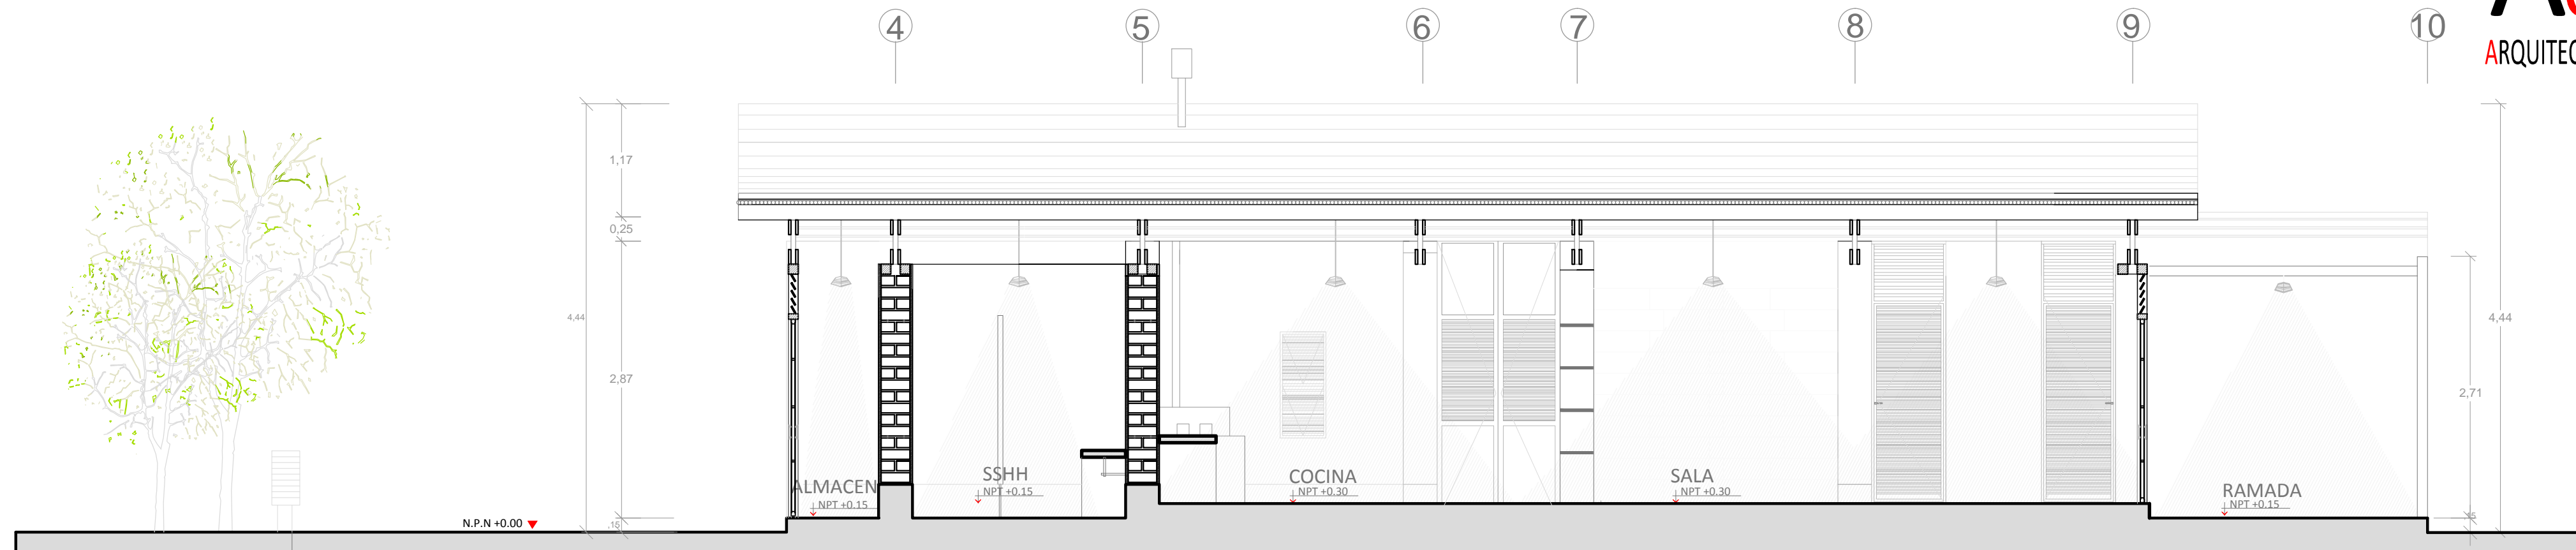 4
5
6
7
8
9
10
1,17
0,25
4,44
2,87
,15
N.P.N +0.00
ALMACEN
NPT +0.15
SSHH
NPT +0.15
COCINA
NPT +0.30
SALA
NPT +0.30
RAMADA
NPT +0.15
4,44
2,71
ARQUITEC